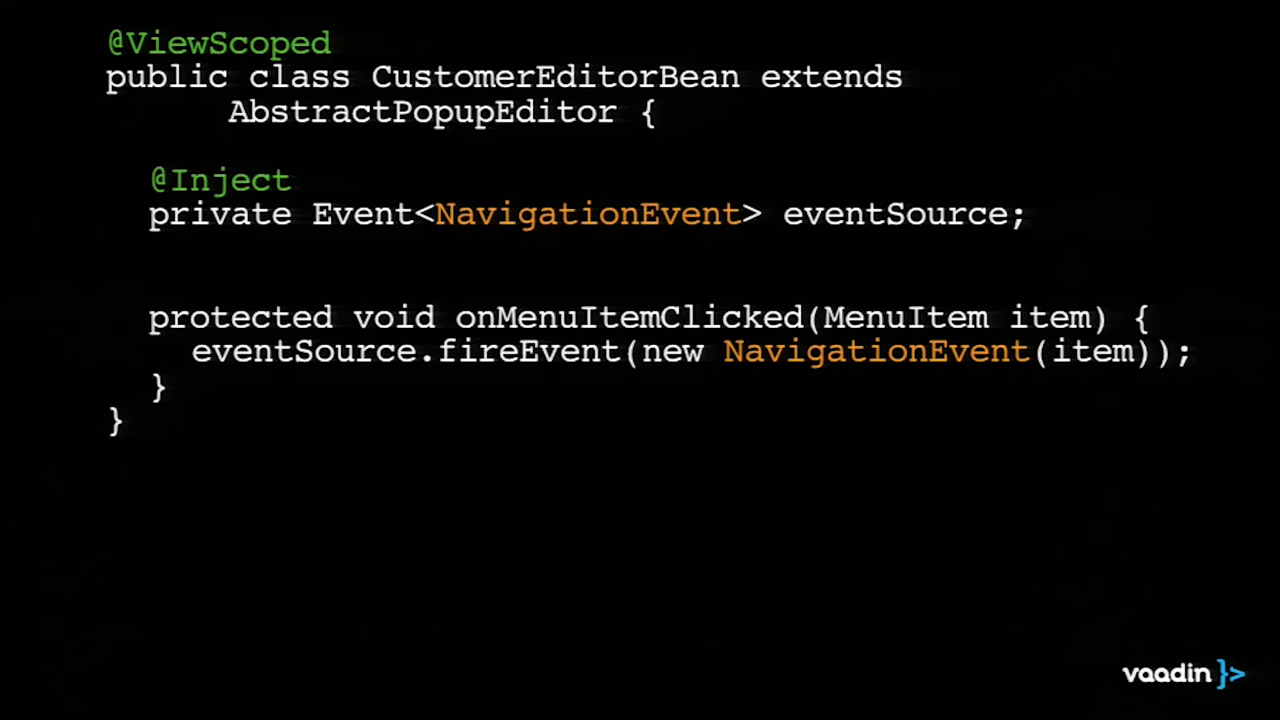 @ViewScoped
public class CustomerEditorBean extends
AbstractPopupEditor {
@Inject
private Event<NavigationEvent> eventSource;
protected void onMenuItemClicked(MenuItem item) {
eventSource.fireEvent(new NavigationEvent(item));
}
}
vaadin }>